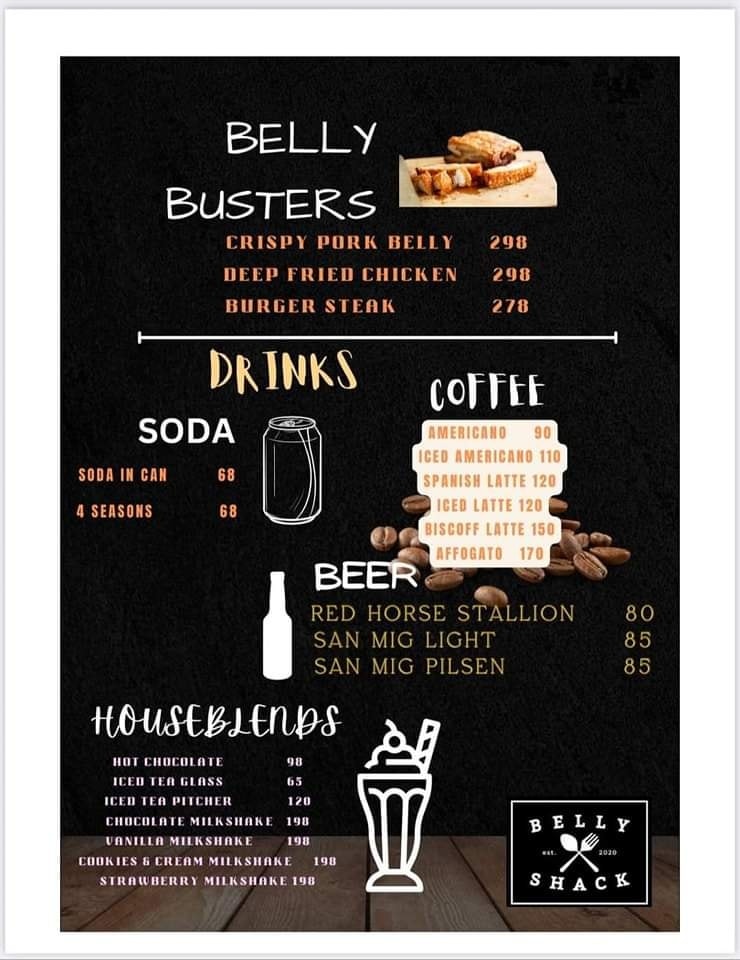 BELLY
BUSTERS
CRISPY PORK BELLY 298
DEEP FRIED CHICKEN 298
BURGER STEAK 278
DRINKS
SODA
SODA IN CAN 68
4 SEASONS 68
COFFEE
AMERICANO 90
ICED AMERICANO 110
SPANISH LATTE 120
ICED LATTE 120
BISCOFF LATTE 150
AFFOGATO 170
BEER
RED HORSE STALLION 80
SAN MIG LIGHT 85
SAN MIG PILSEN 85
HOUSEBLENDS
HOT CHOCOLATE 98
ICED TEA GLASS 65
ICED TEA PITCHER 120
CHOCOLATE MILKSHAKE 198
VANILLA MILKSHAKE 198
COOKIES & CREAM MILKSHAKE 198
STRAWBERRY MILKSHAKE 198
BELLY
est. 2020
SHACK